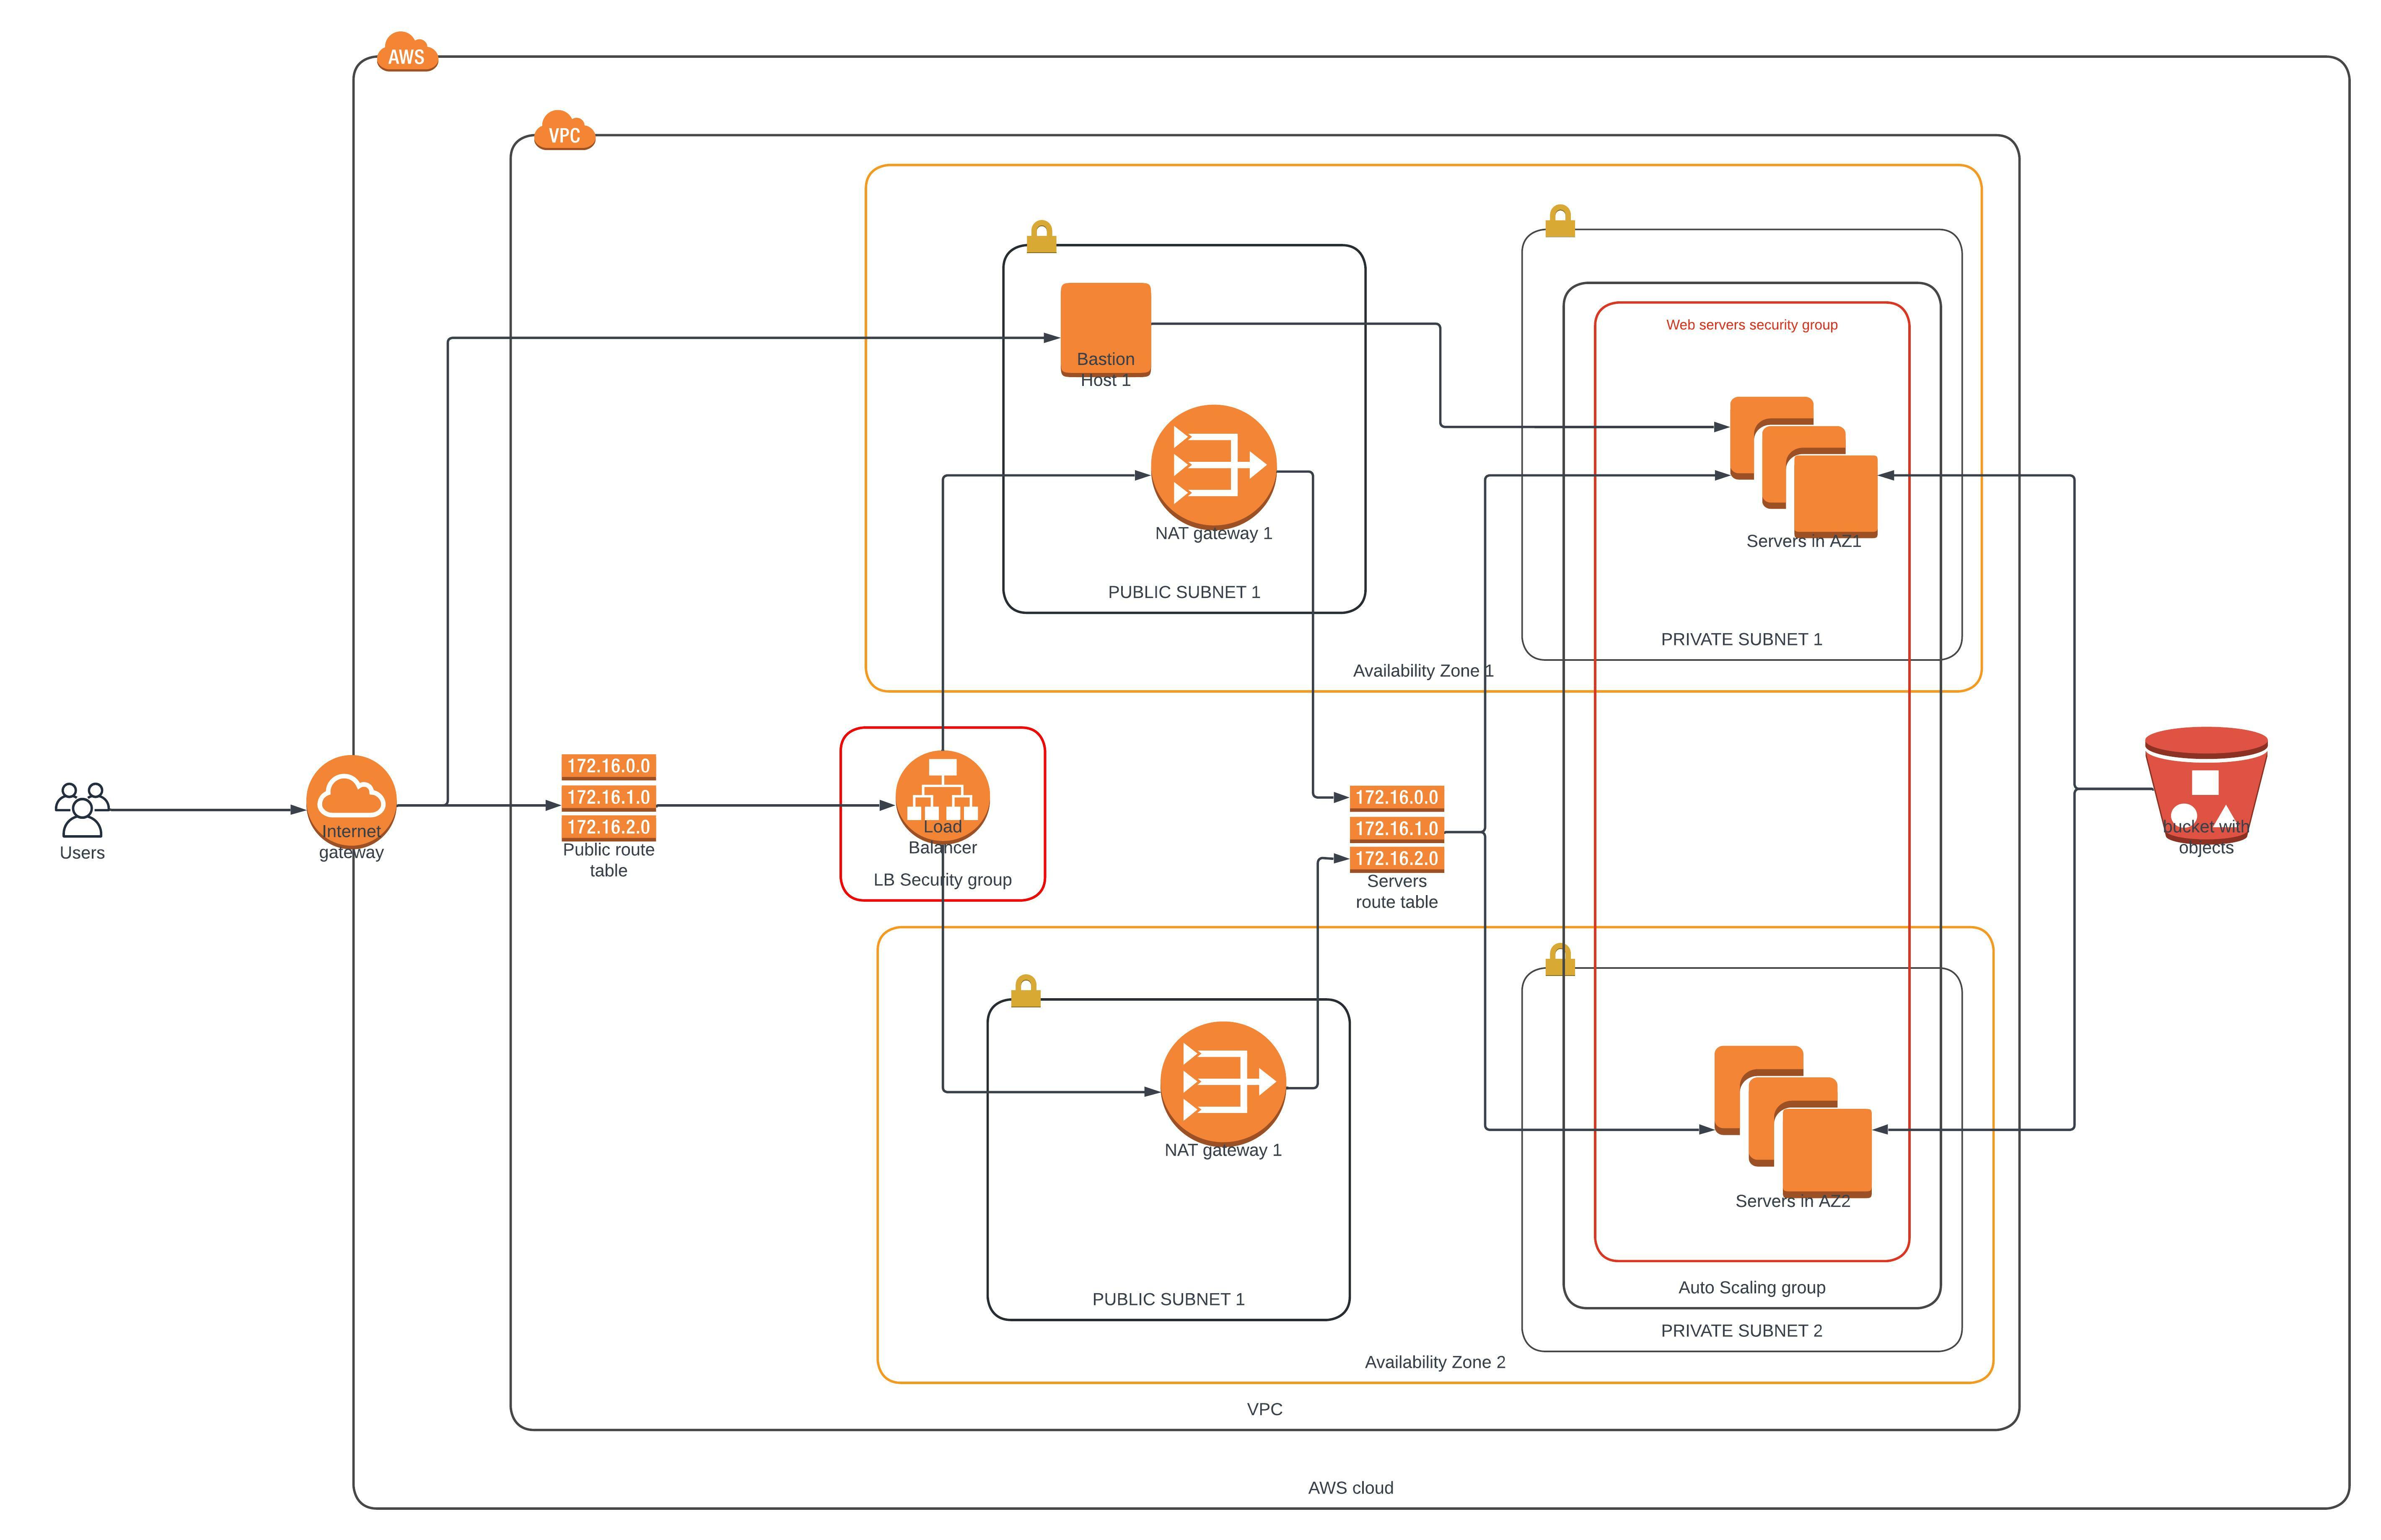 AWS
VPC
Web servers security group
Bastion
Host 1
NAT gateway 1
Servers in AZ1
PUBLIC SUBNET 1
PRIVATE SUBNET 1
Availability Zone 1
Users
Internet
gateway
172.16.0.0
172.16.1.0
172.16.2.0
Public route
table
Load
Balancer
LB Security group
172.16.0.0
172.16.1.0
172.16.2.0
Servers
route table
bucket with
objects
NAT gateway 1
Servers in AZ2
PUBLIC SUBNET 1
Auto Scaling group
PRIVATE SUBNET 2
Availability Zone 2
VPC
AWS cloud